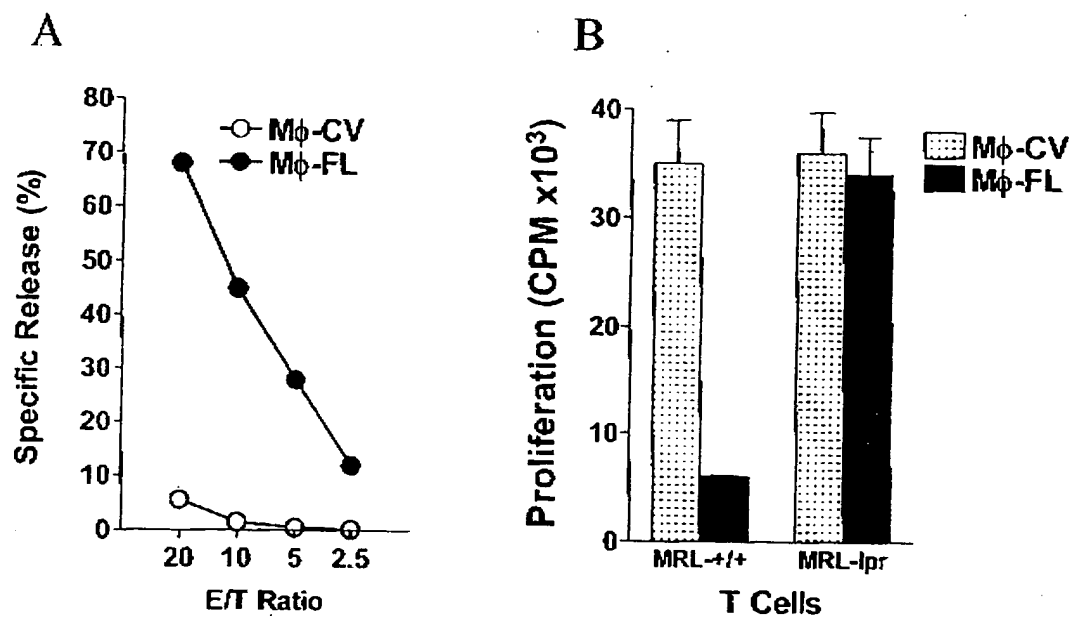 A
80
70
60
50
40
30
20
10
0
Specific Release (%)
Mϕ-CV
Mϕ-FL
20 10 5 2.5
E/T Ratio
B
40
30
20
10
0
Proliferation (CPM x10³)
Mϕ-CV
Mϕ-FL
MRL-+/+ MRL-lpr
T Cells